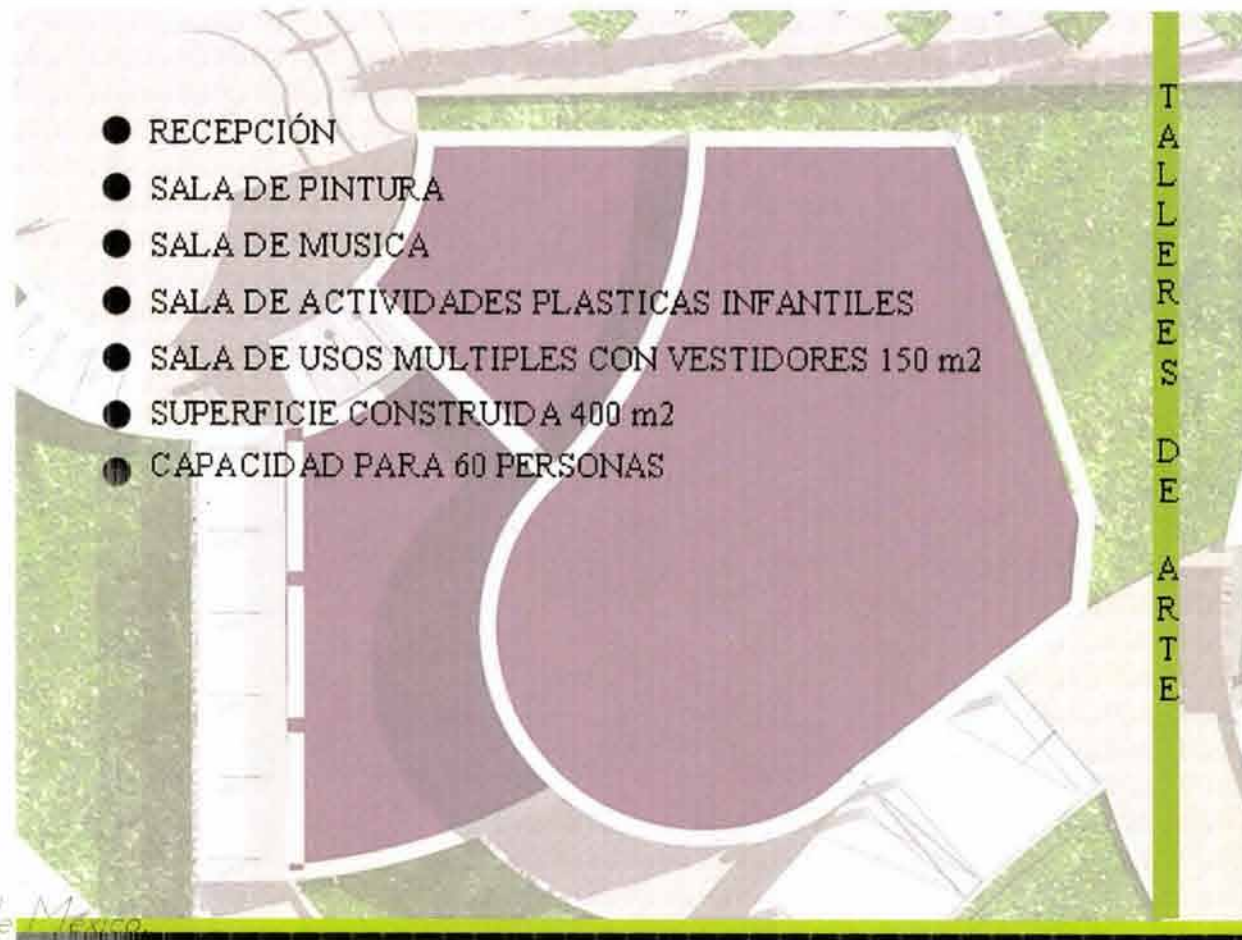 ● RECEPCIÓN
● SALA DE PINTURA
● SALA DE MUSICA
● SALA DE ACTIVIDADES PLASTICAS INFANTILES
● SALA DE USOS MULTIPLES CON VESTIDORES 150 m2
● SUPERFICIE CONSTRUIDA 400 m2
● CAPACIDAD PARA 60 PERSONAS
TALLERES DE ARTE
e México.